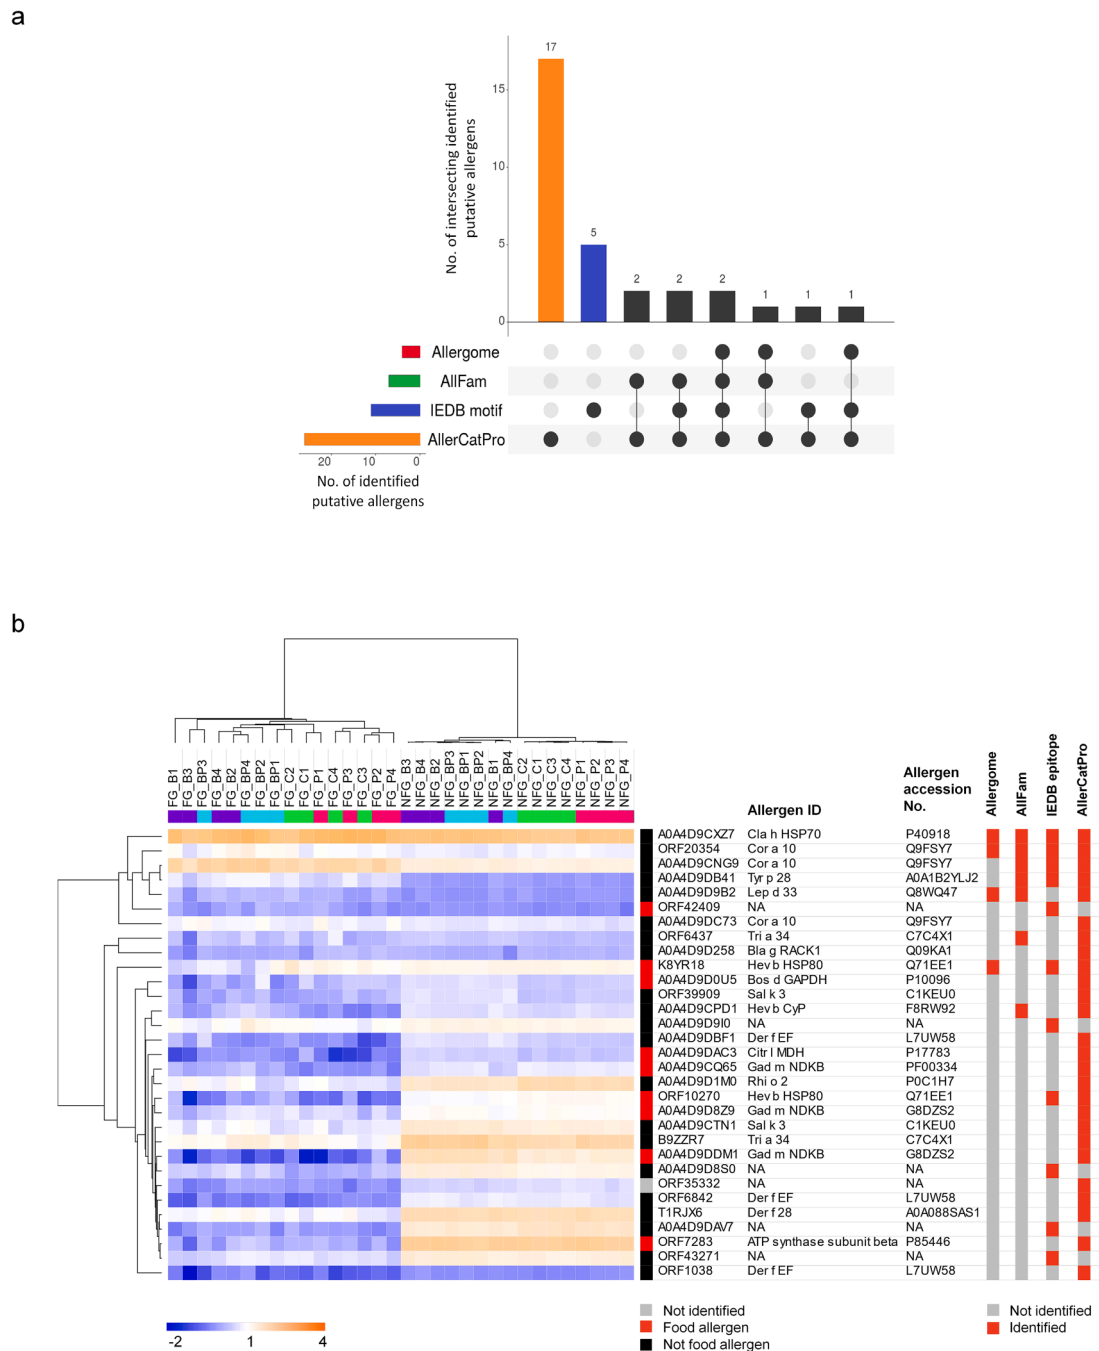 a
No. of intersecting identified
putative allergens
17
15
10
5
0
5
2
2
2
1
1
1
Allergome
AllFam
IEDB motif
AllerCatPro
20 10 0
No. of identified
putative allergens
b
FG_B1
FG_B3
FG_BP3
FG_B4
FG_B2
FG_BP4
FG_BP2
FG_BP1
FG_C2
FG_C1
FG_P1
FG_C4
FG_P3
FG_C3
FG_P2
FG_P4
NFG_B3
NFG_B4
NFG_B2
NFG_BP3
NFG_BP1
NFG_BP2
NFG_B1
NFG_BP4
NFG_C2
NFG_C1
NFG_C3
NFG_C4
NFG_P1
NFG_P2
NFG_P3
NFG_P4
Allergen ID
Allergen
accession
No.
Allergome
AllFam
IEDB epitope
AllerCatPro
A0A4D9CXZ7 Cla h HSP70 P40918
ORF20354 Cor a 10 Q9FSY7
A0A4D9CNG9 Cor a 10 Q9FSY7
A0A4D9DB41 Tyr p 28 A0A1B2YLJ2
A0A4D9D9B2 Lep d 33 Q8WQ47
ORF42409 NA NA
A0A4D9DC73 Cor a 10 Q9FSY7
ORF6437 Tri a 34 C7C4X1
A0A4D9D258 Bla g RACK1 Q09KA1
K8YR18 Hev b HSP80 Q71EE1
A0A4D9D0U5 Bos d GAPDH P10096
ORF39909 Sal k 3 C1KEU0
A0A4D9CPD1 Hev b CyP F8RW92
A0A4D9D9I0 NA NA
A0A4D9DBF1 Der f EF L7UW58
A0A4D9DAC3 Citr l MDH P17783
A0A4D9CQ65 Gad m NDKB PF00334
A0A4D9D1M0 Rhi o 2 P0C1H7
ORF10270 Hev b HSP80 Q71EE1
A0A4D9D8Z9 Gad m NDKB G8DZS2
A0A4D9CTN1 Sal k 3 C1KEU0
B9ZZR7 Tri a 34 C7C4X1
A0A4D9DDM1 Gad m NDKB G8DZS2
A0A4D9D8S0 NA NA
ORF35332 NA NA
ORF6842 Der f EF L7UW58
T1RJX6 Der f 28 A0A088SAS1
A0A4D9DAV7 NA NA
ORF7283 ATP synthase subunit beta P85446
ORF43271 NA NA
ORF1038 Der f EF L7UW58
-2 1 4
Not identified
Food allergen
Not food allergen
Not identified
Identified